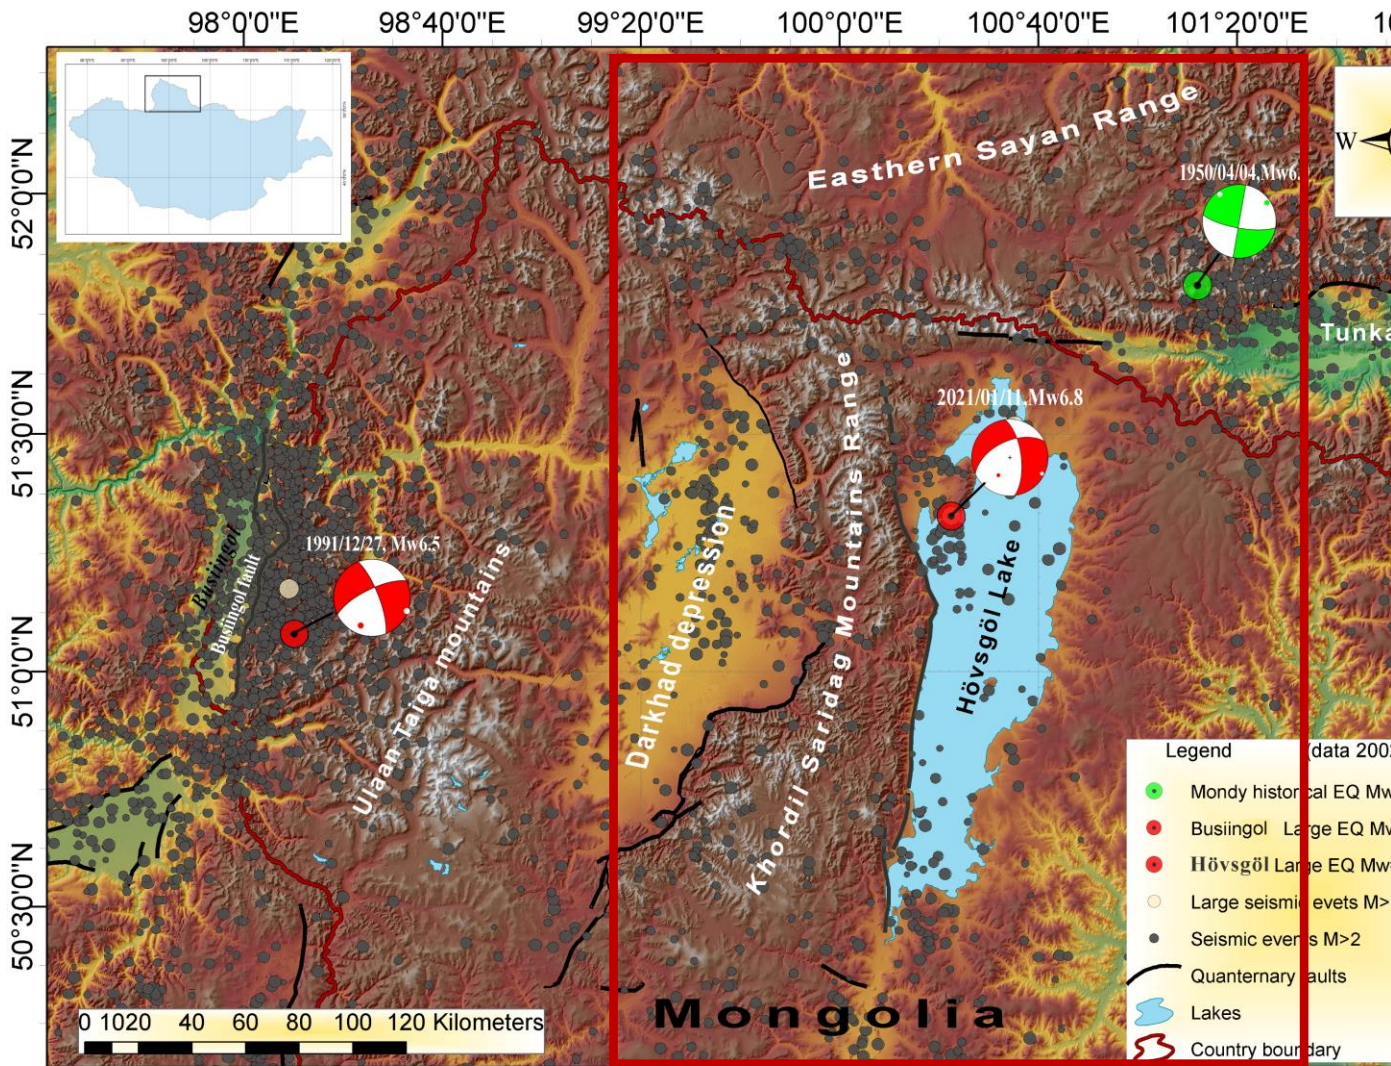 98°0'0"E
98°40'0"E
99°20'0"E
100°0'0"E
100°40'0"E
101°20'0"E
52°0'0"N
51°30'0"N
51°0'0"N
50°30'0"N
W
Easthern Sayan Range
1950/04/04,Mw6.
Tunka
2021/01/11,Mw6.8
Khordil Saridag Mountains Range
Hövsgöl Lake
Darkhad depression
Ulaan Taiga mountains
1991/12/27, Mw6.5
Busiingol
Busiingol fault
Mongolia
0 1020 40 60 80 100 120 Kilometers
Legend (data 200
Mondy historical EQ Mw
Busiingol Large EQ Mw
Hövsgöl Large EQ Mw
Large seismic evets M>
Seismic events M>2
Quanternary faults
Lakes
Country boundary